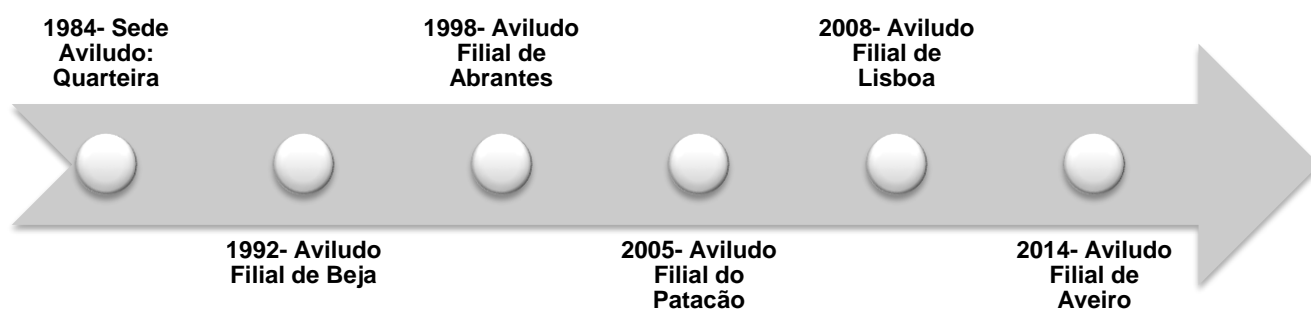 1984- Sede
Aviludo:
Quarteira
1992- Aviludo
Filial de Beja
1998- Aviludo
Filial de
Abrantes
2005- Aviludo
Filial do
Patacão
2008- Aviludo
Filial de
Lisboa
2014- Aviludo
Filial de
Aveiro